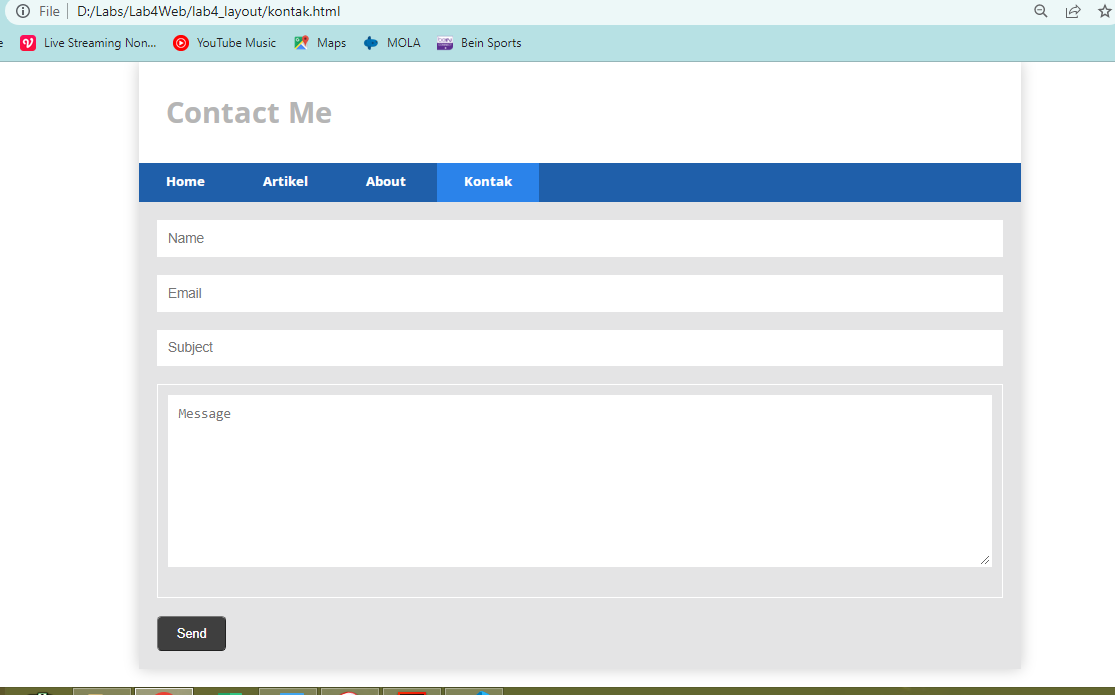 File D:/Labs/Lab4Web/lab4_layout/kontak.html
e Live Streaming Non... YouTube Music Maps MOLA Bein Sports
Contact Me
Home Artikel About Kontak
Name
Email
Subject
Message
Send